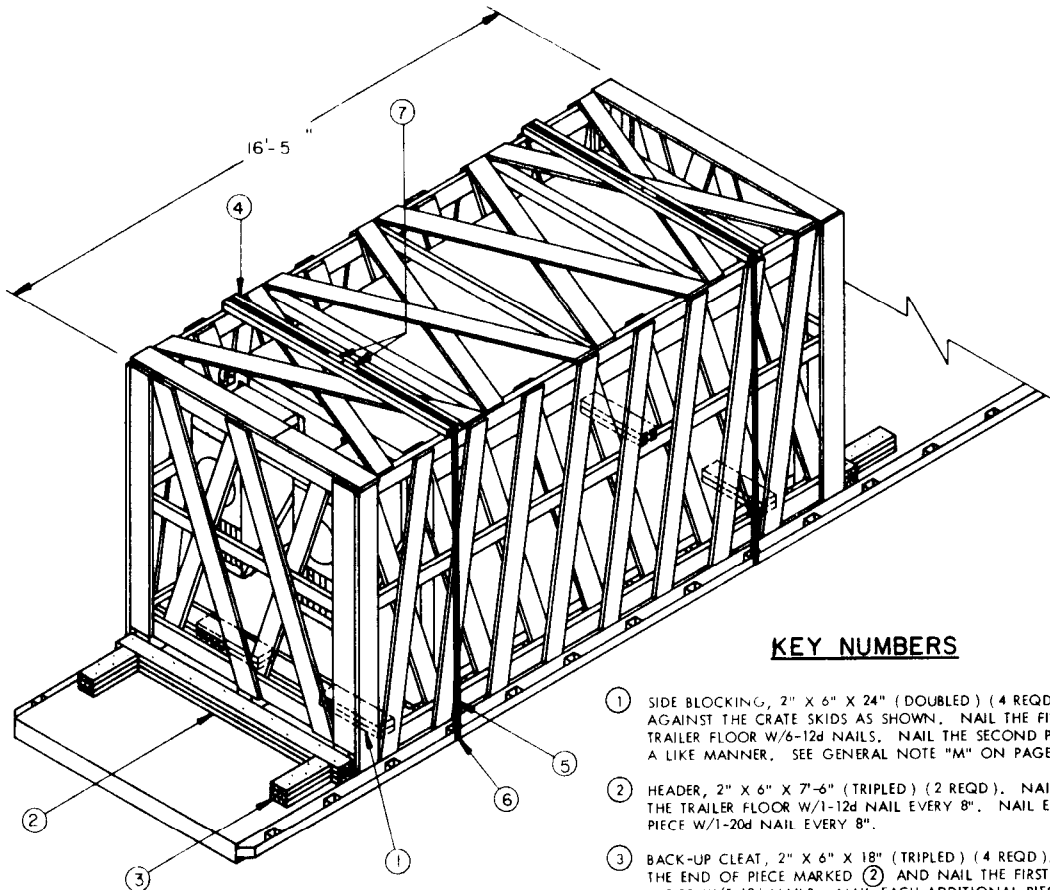 16'-5 "
7
4
KEY NUMBERS
1 SIDE BLOCKING, 2" X 6" X 24" (DOUBLED) (4 REQD
AGAINST THE CRATE SKIDS AS SHOWN. NAIL THE FI
TRAILER FLOOR W/6-12d NAILS. NAIL THE SECOND P
A LIKE MANNER. SEE GENERAL NOTE "M" ON PAGE
2 HEADER, 2" X 6" X 7'-6" (TRIPLED) (2 REQD). NAI
THE TRAILER FLOOR W/1-12d NAIL EVERY 8". NAIL E
PIECE W/1-20d NAIL EVERY 8".
3 BACK-UP CLEAT, 2" X 6" X 18" (TRIPLED) (4 REQD).
THE END OF PIECE MARKED 2 AND NAIL THE FIRST
5
6
2
1
3